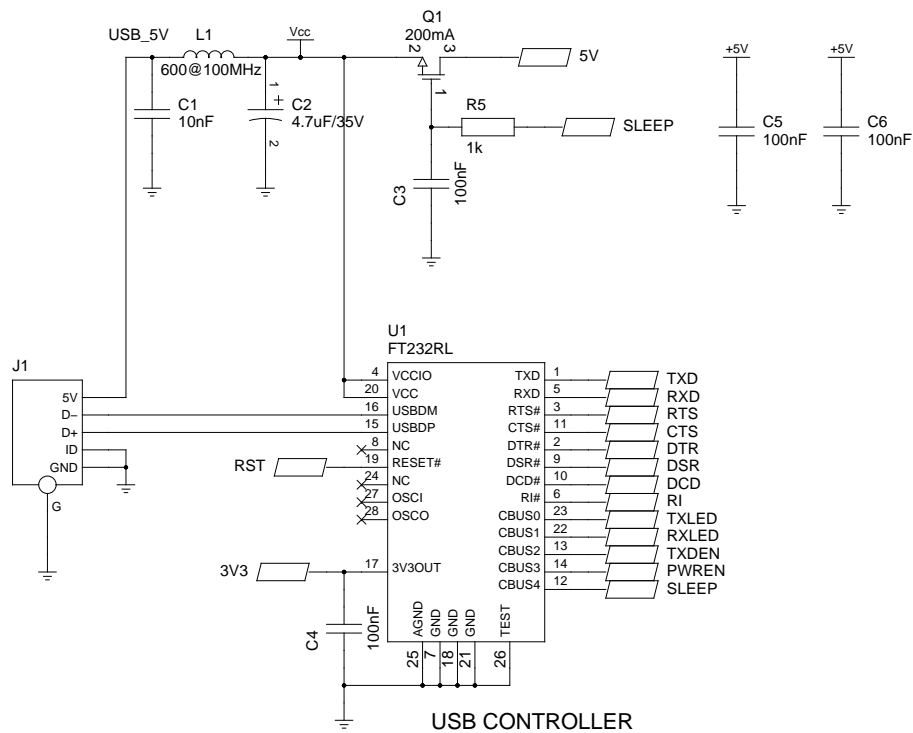 USB_5V
L1
600@100MHz
Vcc
Q1
200mA
2
3
1
5V
C1
10nF
1
+
C2
4.7uF/35V
2
R5
1k
SLEEP
C3
100nF
+5V
C5
100nF
+5V
C6
100nF
J1
5V
D–
D+
ID
GND
G
U1
FT232RL
4 VCCIO
20 VCC
16 USBDM
15 USBDP
8 NC
RST
19 RESET#
24 NC
27 OSCI
28 OSCO
3V3
17 3V3OUT
C4
100nF
TXD 1 TXD
RXD 5 RXD
RTS# 3 RTS
CTS# 11 CTS
DTR# 2 DTR
DSR# 9 DSR
DCD# 10 DCD
RI# 6 RI
CBUS0 23 TXLED
CBUS1 22 RXLED
CBUS2 13 TXDEN
CBUS3 14 PWREN
CBUS4 12 SLEEP
AGND GND GND GND TEST
25 7 18 21 26
USB CONTROLLER